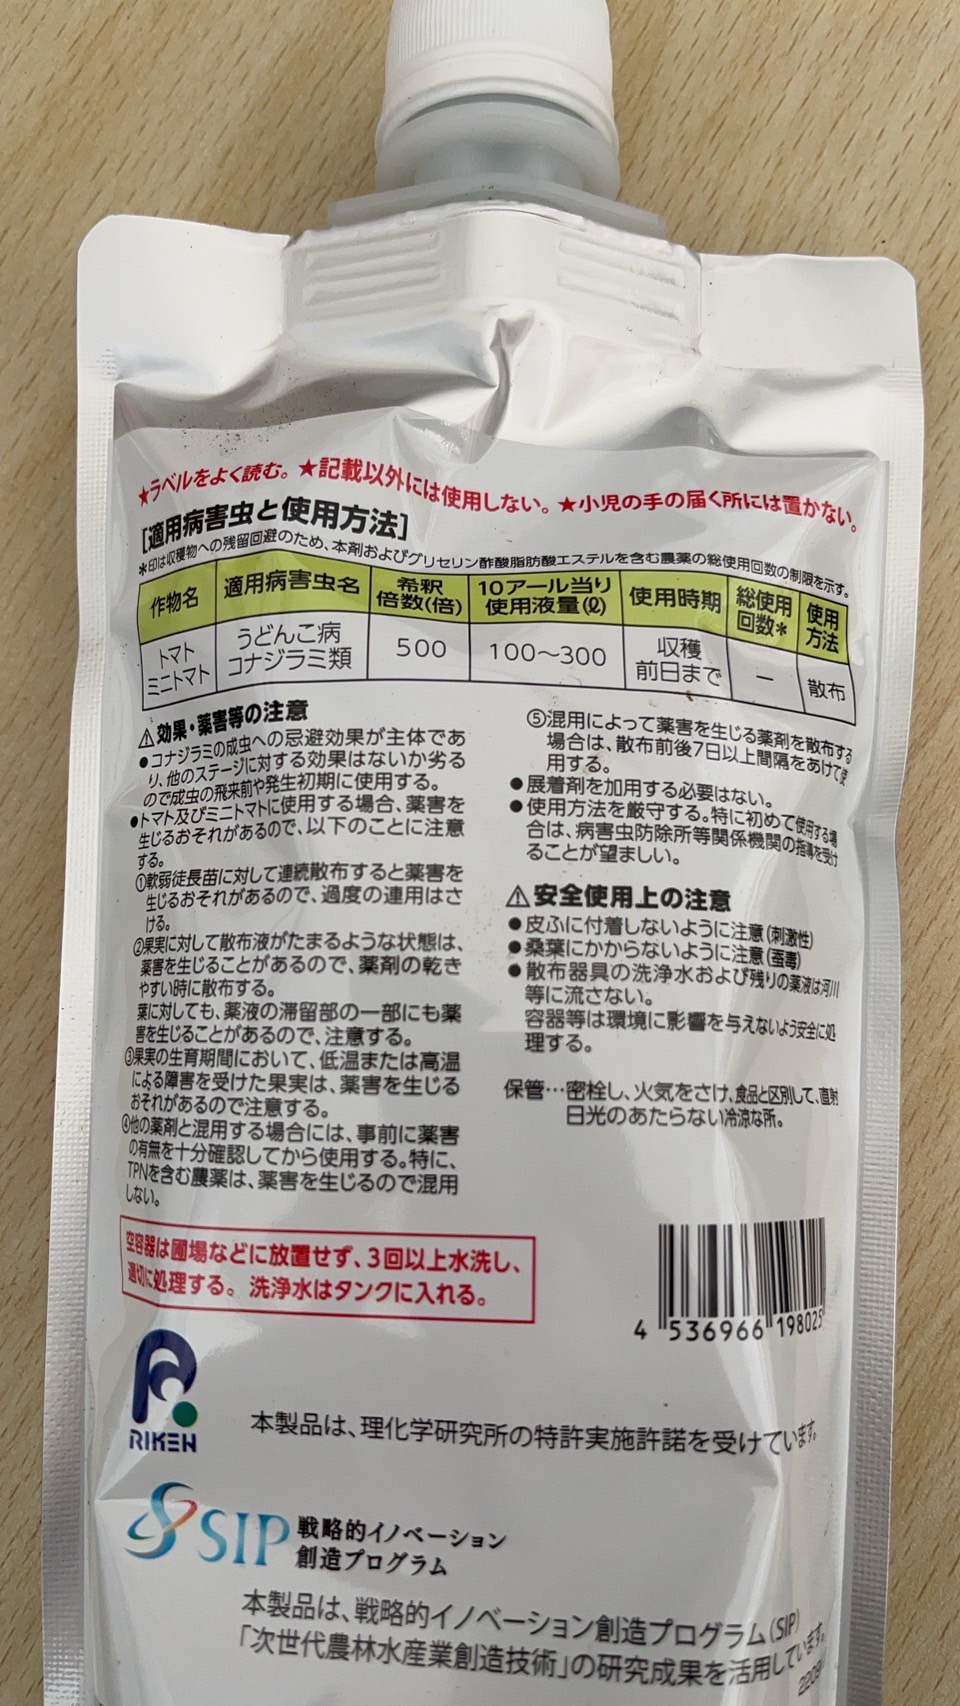 ★ラベルをよく読む。★記載以外には使用しない。★小児の手の届く所には置かない。
[適用病害虫と使用方法]
*印は収穫物への残留回避のため、本剤およびグリセリン酢酸脂肪酸エステルを含む農薬の総使用回数の制限を示す。
作物名 適用病害虫名 希釈倍数(倍) 10アール当り使用液量(ℓ) 使用時期 総使用回数* 使用方法
トマト ミニトマト うどんこ病 コナジラミ類 500 100〜300 収穫前日まで － 散布
⚠効果・薬害等の注意
●コナジラミの成虫への忌避効果が主体であ
り、他のステージに対する効果はないか劣る
ので成虫の飛来前や発生初期に使用する。
●トマト及びミニトマトに使用する場合、薬害を
生じるおそれがあるので、以下のことに注意
する。
①軟弱徒長苗に対して連続散布すると薬害を
生じるおそれがあるので、過度の連用はさ
ける。
②果実に対して散布液がたまるような状態は、
薬害を生じることがあるので、薬剤の乾き
やすい時に散布する。
葉に対しても、薬液の滞留部の一部にも薬
害を生じることがあるので、注意する。
③果実の生育期間において、低温または高温
による障害を受けた果実は、薬害を生じる
おそれがあるので注意する。
④他の薬剤と混用する場合には、事前に薬害
の有無を十分確認してから使用する。特に、
TPNを含む農薬は、薬害を生じるので混用
しない。
⑤混用によって薬害を生じる薬剤を散布する
場合は、散布前後7日以上間隔をあけて使
用する。
●展着剤を加用する必要はない。
●使用方法を厳守する。特に初めて使用する場
合は、病害虫防除所等関係機関の指導を受け
ることが望ましい。
⚠安全使用上の注意
●皮ふに付着しないように注意(刺激性)
●桑葉にかからないように注意(蚕毒)
●散布器具の洗浄水および残りの薬液は河川
等に流さない。
容器等は環境に影響を与えないよう安全に処
理する。
保管…密栓し、火気をさけ、食品と区別して、直射
日光のあたらない冷涼な所。
空容器は圃場などに放置せず、3回以上水洗し、
適切に処理する。洗浄水はタンクに入れる。
4 536966 198025
RIKEN
本製品は、理化学研究所の特許実施許諾を受けています。
SIP 戦略的イノベーション
創造プログラム
本製品は、戦略的イノベーション創造プログラム(SIP)
「次世代農林水産業創造技術」の研究成果を活用しています。